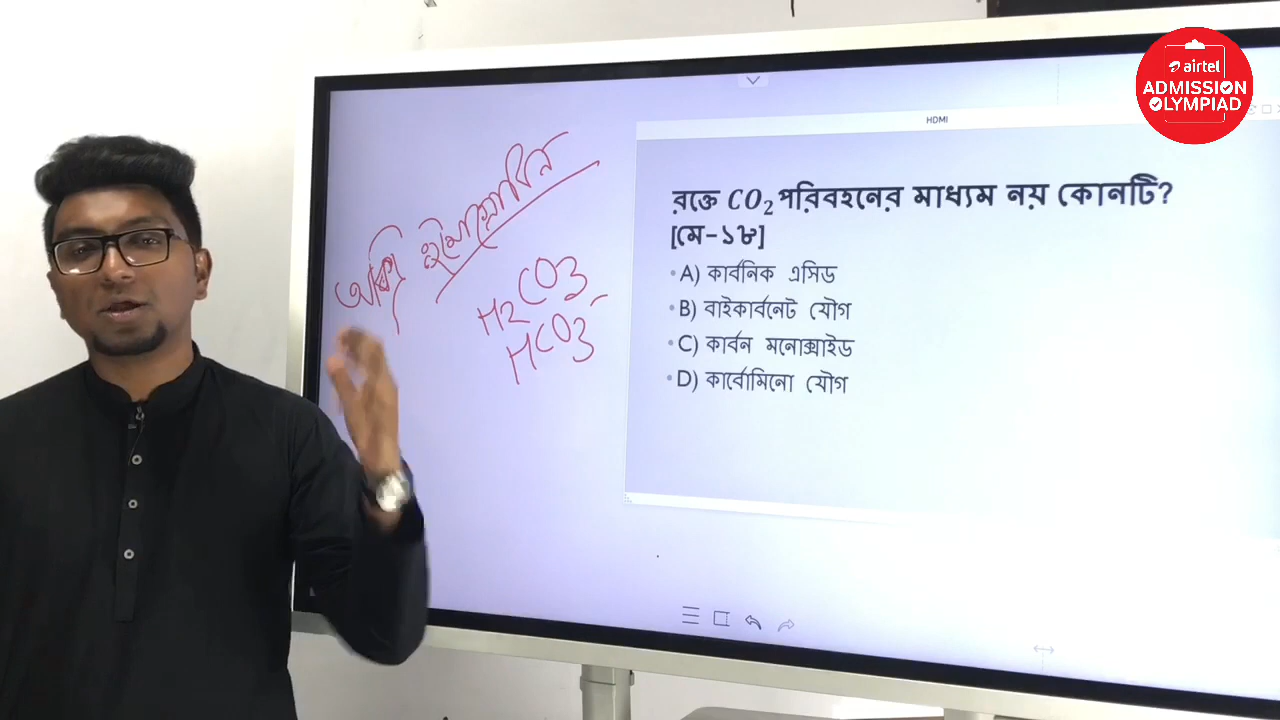 airtel
ADMISSION
OLYMPIAD
HDMI
অক্সি হিমোগ্লোবিন
H2CO3
HCO3-
রক্তে CO2 পরিবহনের মাধ্যম নয় কোনটি?
[মে-১৮]
• A) কার্বনিক এসিড
• B) বাইকার্বনেট যৌগ
• C) কার্বন মনোক্সাইড
• D) কার্বোমিনো যৌগ